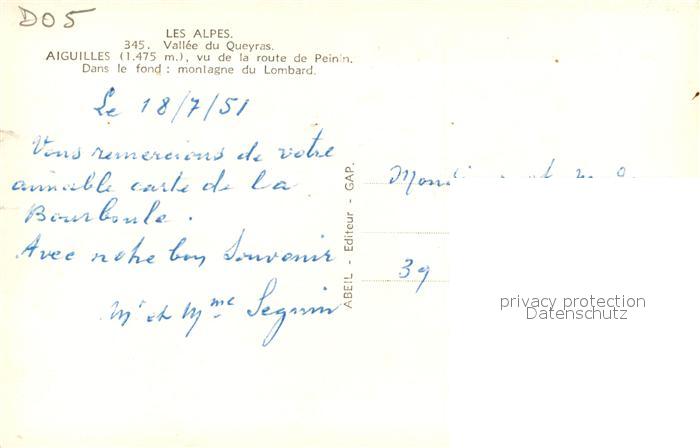 D05
LES ALPES.
345. Vallée du Queyras.
AIGUILLES (1.475 m.), vu de la route de Peinin.
Dans le fond : montagne du Lombard.
Le 18/7/51
Vous remercions de votre
aimable carte de la
Bourboule.
Avec notre bon Souvenir
Mr et Mme Seguin
ABEIL - Editeur - GAP.
39
privacy protection
Datenschutz